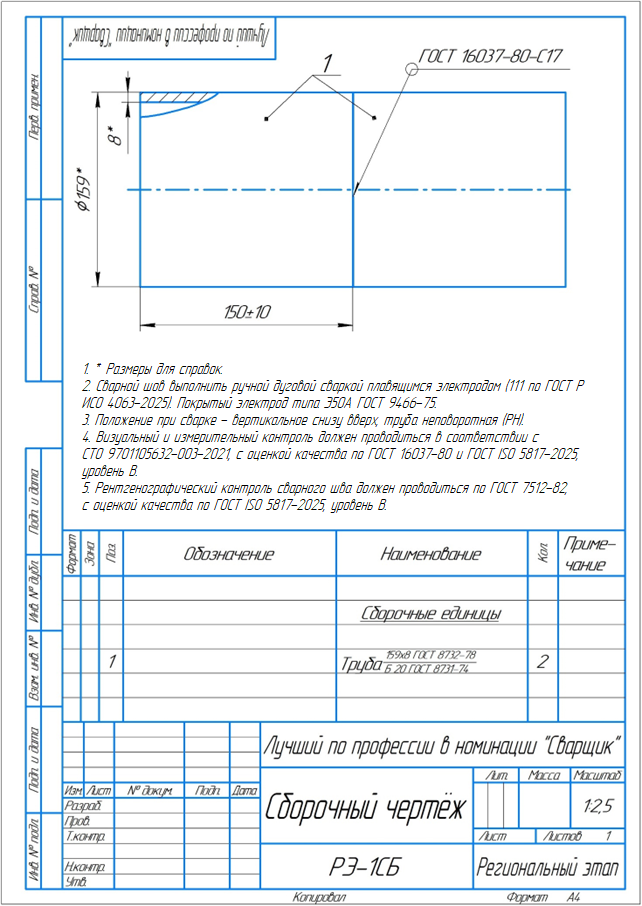 Лучший по профессии в номинации "Сварщик"
Перв. примен.
Справ. №
Подп. и дата
Инв. № дубл.
Взам. инв. №
Подп. и дата
Инв. № подл.
1
ГОСТ 16037-80-С17
8*
ϕ159*
150±10
1. * Размеры для справок.
2. Сварной шов выполнить ручной дуговой сваркой плавящимся электродом (111 по ГОСТ Р
ИСО 4063-2025). Покрытый электрод типа Э50А ГОСТ 9466-75.
3. Положение при сварке - вертикальное снизу вверх, труба неповоротная (PH).
4. Визуальный и измерительный контроль должен проводиться в соответствии с
СТО 9701105632-003-2021, с оценкой качества по ГОСТ 16037-80 и ГОСТ ISO 5817-2025,
уровень В.
5. Рентгенографический контроль сварного шва должен проводиться по ГОСТ 7512-82,
с оценкой качества по ГОСТ ISO 5817-2025, уровень В.
Формат Зона Поз. Обозначение Наименование Кол. Приме-
чание
Сборочные единицы
1 Труба 159х8 ГОСТ 8732-78 2
Б 20 ГОСТ 8731-74
Лучший по профессии в номинации "Сварщик"
Изм. Лист № докум. Подп. Дата
Разраб.
Пров.
Т.контр.
Н.контр.
Утв.
Сборочный чертёж
Лит. Масса Масштаб
1:2,5
Лист Листов 1
РЭ-1СБ
Региональный этап
Копировал Формат А4